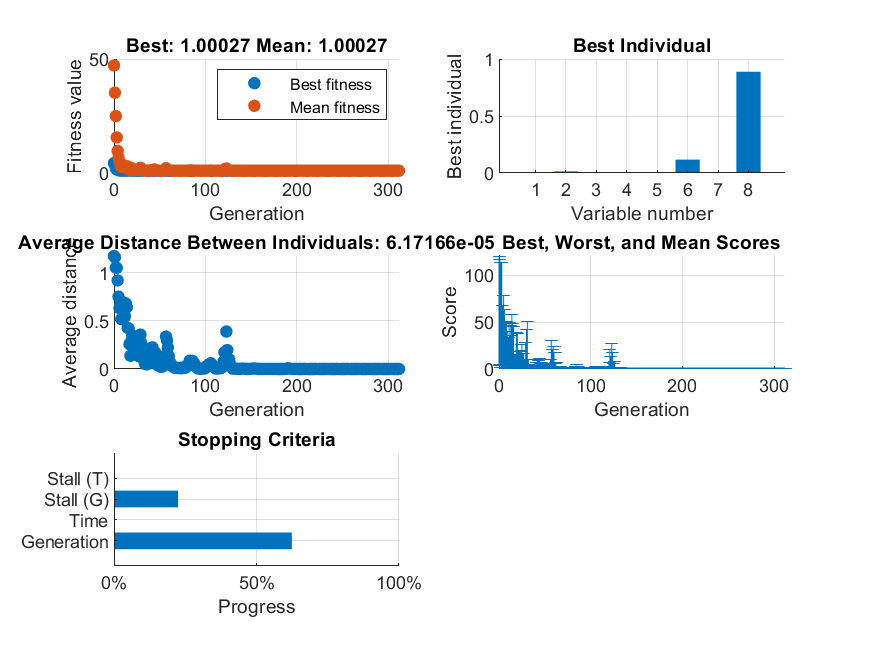 Best: 1.00027 Mean: 1.00027
50
0
Fitness value
Best fitness
Mean fitness
0
100
200
300
Generation
Best Individual
1
0.5
0
Best individual
1 2 3 4 5 6 7 8
Variable number
Average Distance Between Individuals: 6.17166e-05
1
0.5
0
Average distance
0
100
200
300
Generation
Best, Worst, and Mean Scores
100
50
0
Score
0
100
200
300
Generation
Stopping Criteria
Stall (T)
Stall (G)
Time
Generation
0%
50%
100%
Progress